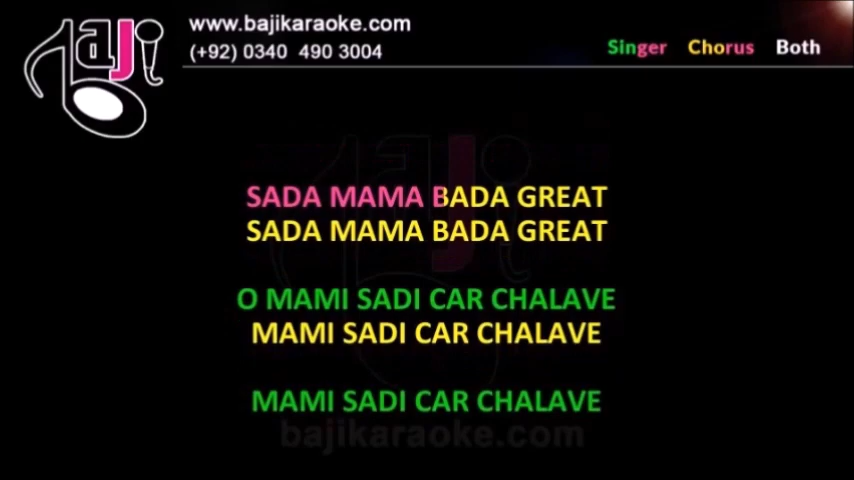 aji
www.bajikaraoke.com
(+92) 0340 490 3004
Singer Chorus Both
SADA MAMA BADA GREAT
SADA MAMA BADA GREAT
O MAMI SADI CAR CHALAVE
MAMI SADI CAR CHALAVE
MAMI SADI CAR CHALAVE
bajikaraoke.com